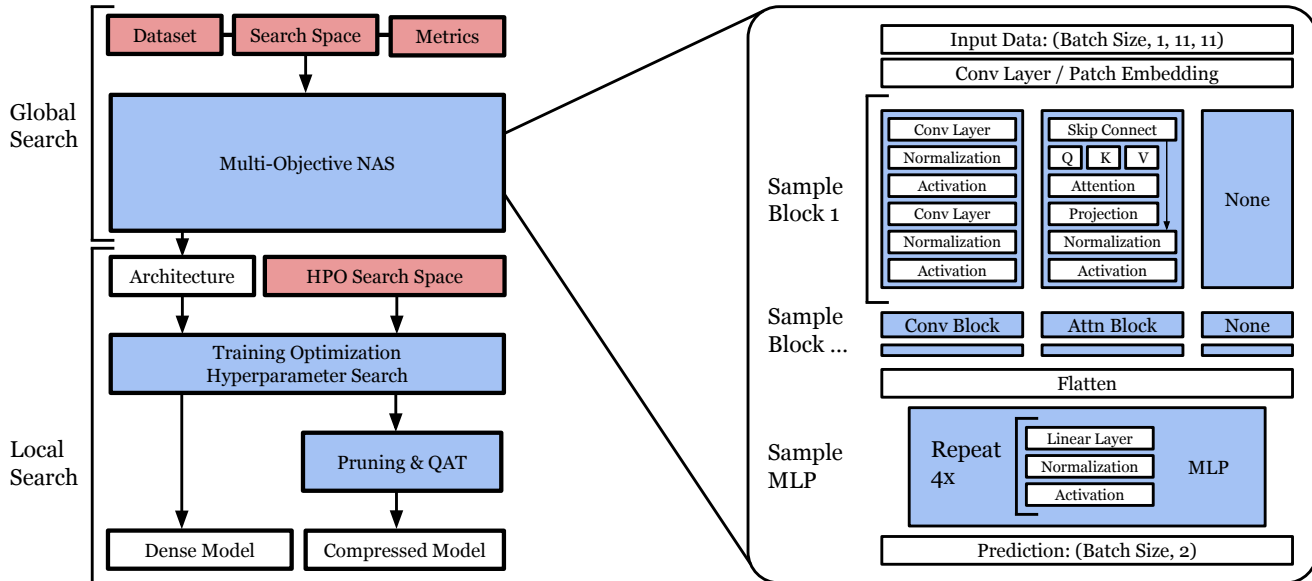 Global
Search
Dataset
Search Space
Metrics
Multi-Objective NAS
Local
Search
Architecture
HPO Search Space
Training Optimization
Hyperparameter Search
Pruning & QAT
Dense Model
Compressed Model
Input Data: (Batch Size, 1, 11, 11)
Conv Layer / Patch Embedding
Sample
Block 1
Conv Layer
Normalization
Activation
Conv Layer
Normalization
Activation
Skip Connect
Q K V
Attention
Projection
Normalization
Activation
None
Sample
Block ...
Conv Block
Attn Block
None
Flatten
Sample
MLP
Repeat
4x
Linear Layer
Normalization
Activation
MLP
Prediction: (Batch Size, 2)